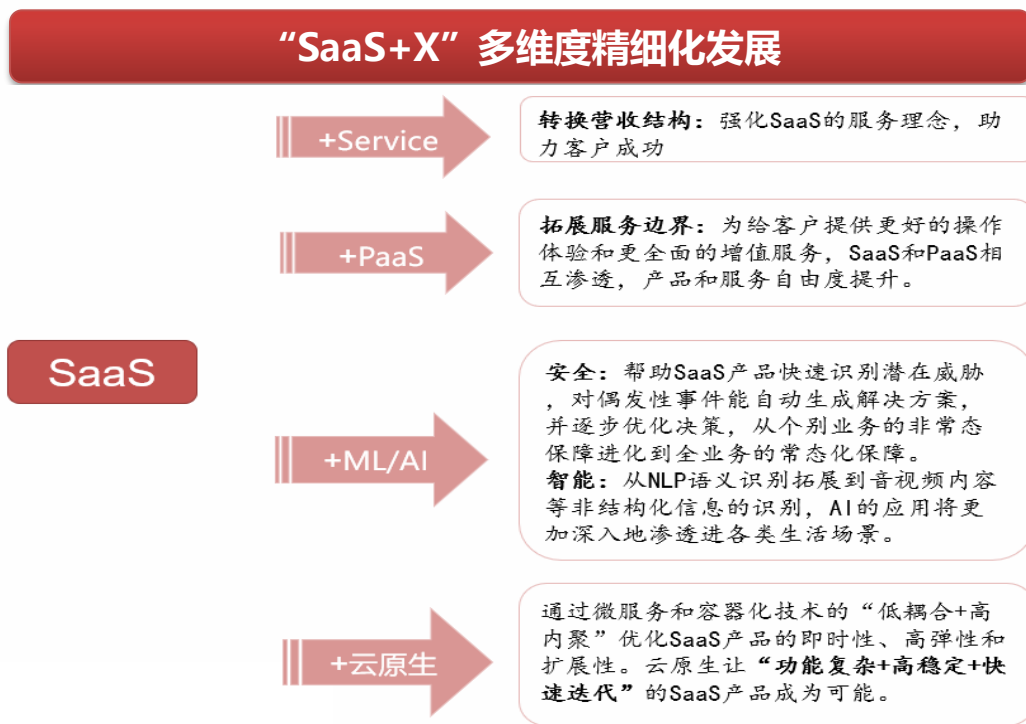 “SaaS+X”多维度精细化发展
+Service
转换营收结构：强化SaaS的服务理念，助
力客户成功
+PaaS
拓展服务边界：为给客户提供更好的操作
体验和更全面的增值服务，SaaS和PaaS相
互渗透，产品和服务自由度提升。
SaaS
+ML/AI
安全：帮助SaaS产品快速识别潜在威胁
，对偶发性事件能自动生成解决方案，
并逐步优化决策，从个别业务的非常态
保障进化到全业务的常态化保障。
智能：从NLP语义识别拓展到音视频内容
等非结构化信息的识别，AI的应用将更
加深入地渗透进各类生活场景。
+云原生
通过微服务和容器化技术的“低耦合+高
内聚”优化SaaS产品的即时性、高弹性和
扩展性。云原生让“功能复杂+高稳定+快
速迭代”的SaaS产品成为可能。